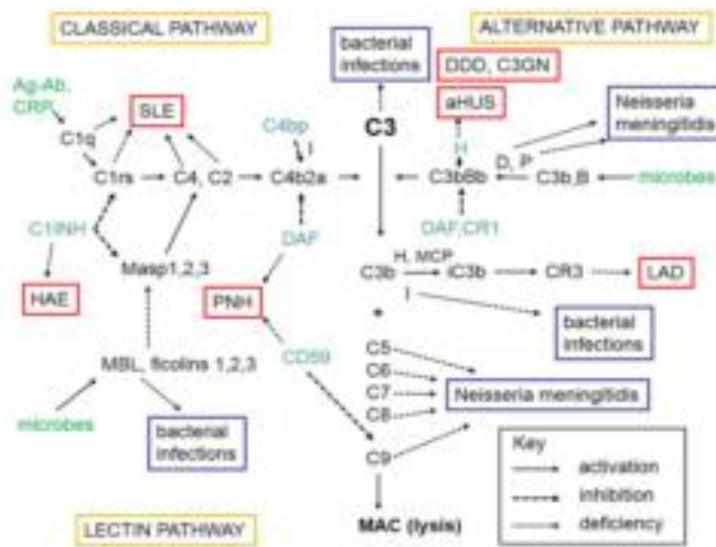 CLASSICAL PATHWAY
bacterial
infections
ALTERNATIVE PATHWAY
DDD, C3GN
Ag-Ab,
CRP
SLE
aHUS
Neisseria
meningitidis
C4bp
C3
C1q
I
H
D, P
C1rs
C4, C2
C4b2a
C3bBb
C3b,B
microbes
C1INH
DAF
DAF,CR1
Masp1,2,3
H, MCP
C3b
iC3b
CR3
LAD
HAE
PNH
I
+
bacterial
infections
MBL, ficolins 1,2,3
CD59
C5
C6
C7
C8
Neisseria meningitidis
microbes
bacterial
infections
C9
Key
activation
inhibition
deficiency
LECTIN PATHWAY
MAC (lysis)